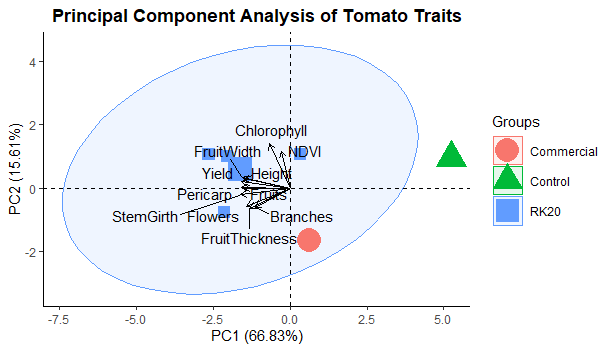 Principal Component Analysis of Tomato Traits
4
2
0
-2
PC2 (15.61%)
Chlorophyll
FruitWidth
NDVI
Yield
Height
Pericarp
Fruits
StemGirth
Flowers
Branches
FruitThickness
-7.5
-5.0
-2.5
0.0
2.5
5.0
PC1 (66.83%)
Groups
Commercial
Control
RK20